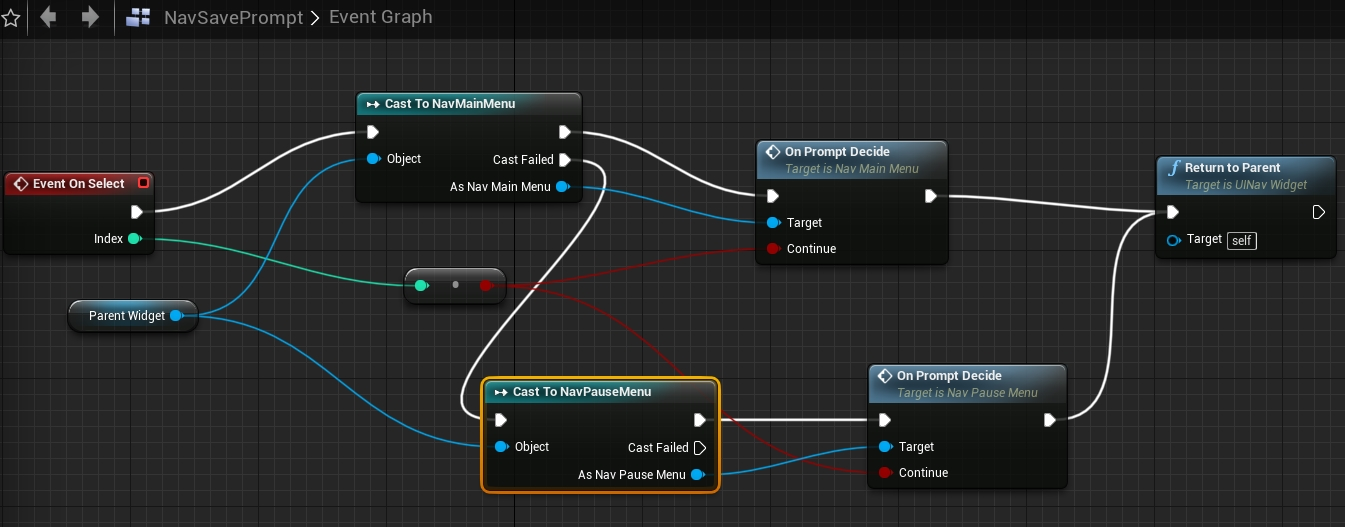 NavSavePrompt > Event Graph
Event On Select
Index
Parent Widget
Cast To NavMainMenu
Object
Cast Failed
As Nav Main Menu
On Prompt Decide
Target is Nav Main Menu
Target
Continue
Return to Parent
Target is UINav Widget
Target self
Cast To NavPauseMenu
Object
Cast Failed
As Nav Pause Menu
On Prompt Decide
Target is Nav Pause Menu
Target
Continue